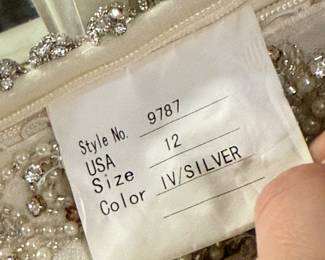 Style No. 9787
USA
Size 12
Color IV/SILVER